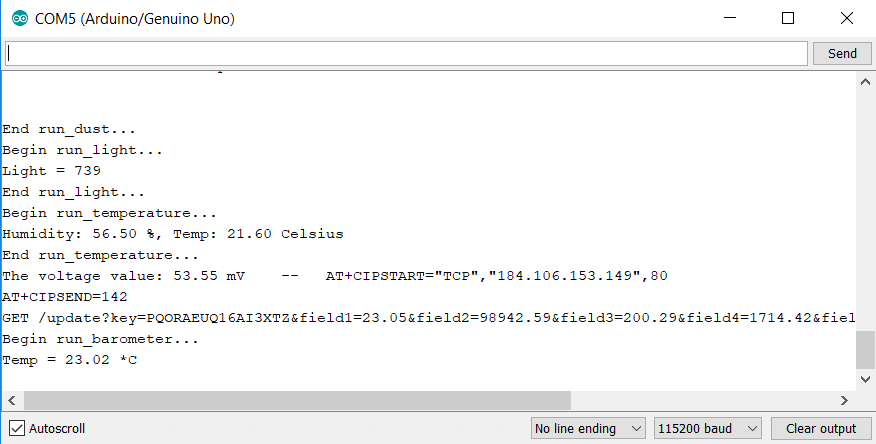 COM5 (Arduino/Genuino Uno)
Send
End run_dust...
Begin run_light...
Light = 739
End run_light...
Begin run_temperature...
Humidity: 56.50 %, Temp: 21.60 Celsius
End run_temperature...
The voltage value: 53.55 mV    --   AT+CIPSTART="TCP","184.106.153.149",80
AT+CIPSEND=142
GET /update?key=PQORAEUQ16AI3XTZ&field1=23.05&field2=98942.59&field3=200.29&field4=1714.42&fiel
Begin run_barometer...
Temp = 23.02 *C
Autoscroll No line ending 115200 baud Clear output